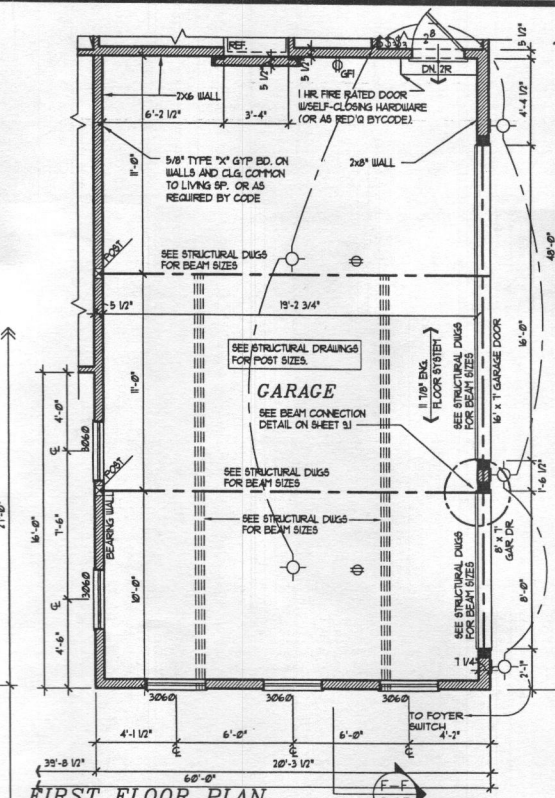 REF.
5 1/2"
5 1/2"
GFI
2⁸
DN. 2R
5 1/2"
4'-4 1/2"
2X6 WALL
6'-2 1/2"
3'-4"
1 HR. FIRE RATED DOOR
W/SELF-CLOSING HARDWARE
(OR AS REQ'D BYCODE).
5/8" TYPE "X" GYP BD. ON
WALLS AND CLG. COMMON
TO LIVING SP. OR AS
REQUIRED BY CODE
2x8" WALL
11'-0"
48'-0"
POST
SEE STRUCTURAL DWGS
FOR BEAM SIZES
5 1/2"
19'-2 3/4"
SEE STRUCTURAL DRAWINGS
FOR POST SIZES.
11 7/8" ENG.
FLOOR SYSTEM
SEE STRUCTURAL DWGS
FOR BEAM SIZES
16' x 7' GARAGE DOOR
16'-0"
GARAGE
11'-0"
4'-0"
3060
SEE BEAM CONNECTION
DETAIL ON SHEET 9.1
POST
SEE STRUCTURAL DWGS
FOR BEAM SIZES
1'-6 1/2"
BEARING WALL
16'-0"
7'-6"
SEE STRUCTURAL DWGS
FOR BEAM SIZES
8' x 7'
GAR. DR.
SEE STRUCTURAL DWGS
FOR BEAM SIZES
8'-0"
3060
10'-0"
4'-6"
7 1/4"
2'-1"
3060
3060
3060
TO FOYER
SWITCH
4'-1 1/2"
6'-0"
6'-0"
4'-2"
39'-8 1/2"
20'-3 1/2"
60'-0"
F-F
FIRST FLOOR PLAN